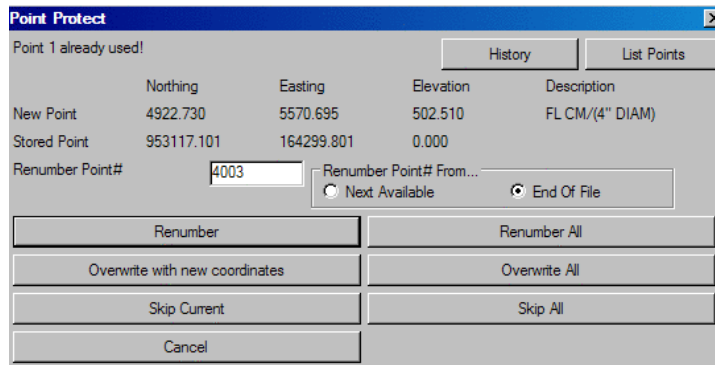 Point Protect
Point 1 already used! History List Points
Northing Easting Elevation Description
New Point 4922.730 5570.695 502.510 FL CM/(4" DIAM)
Stored Point 953117.101 164299.801 0.000
Renumber Point# 4003 Renumber Point# From...
Next Available End Of File
Renumber Renumber All
Overwrite with new coordinates Overwrite All
Skip Current Skip All
Cancel